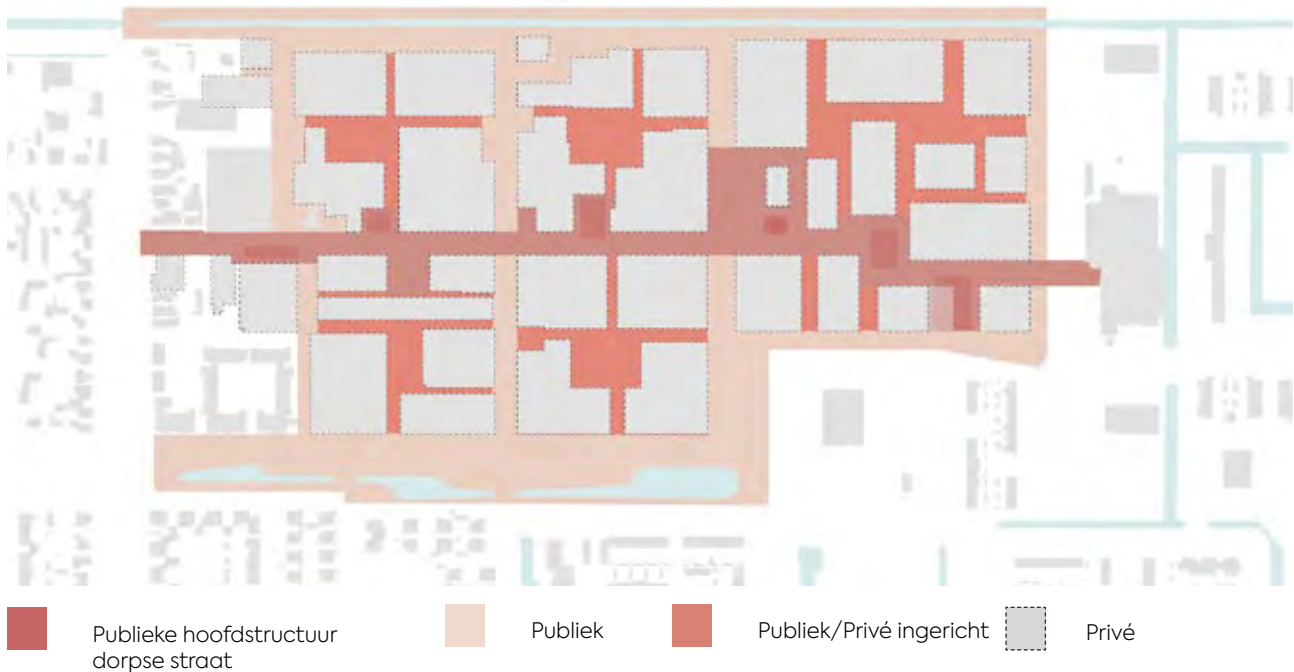 Publieke hoofdstructuur
dorpse straat
Publiek
Publiek/Privé ingericht
Privé